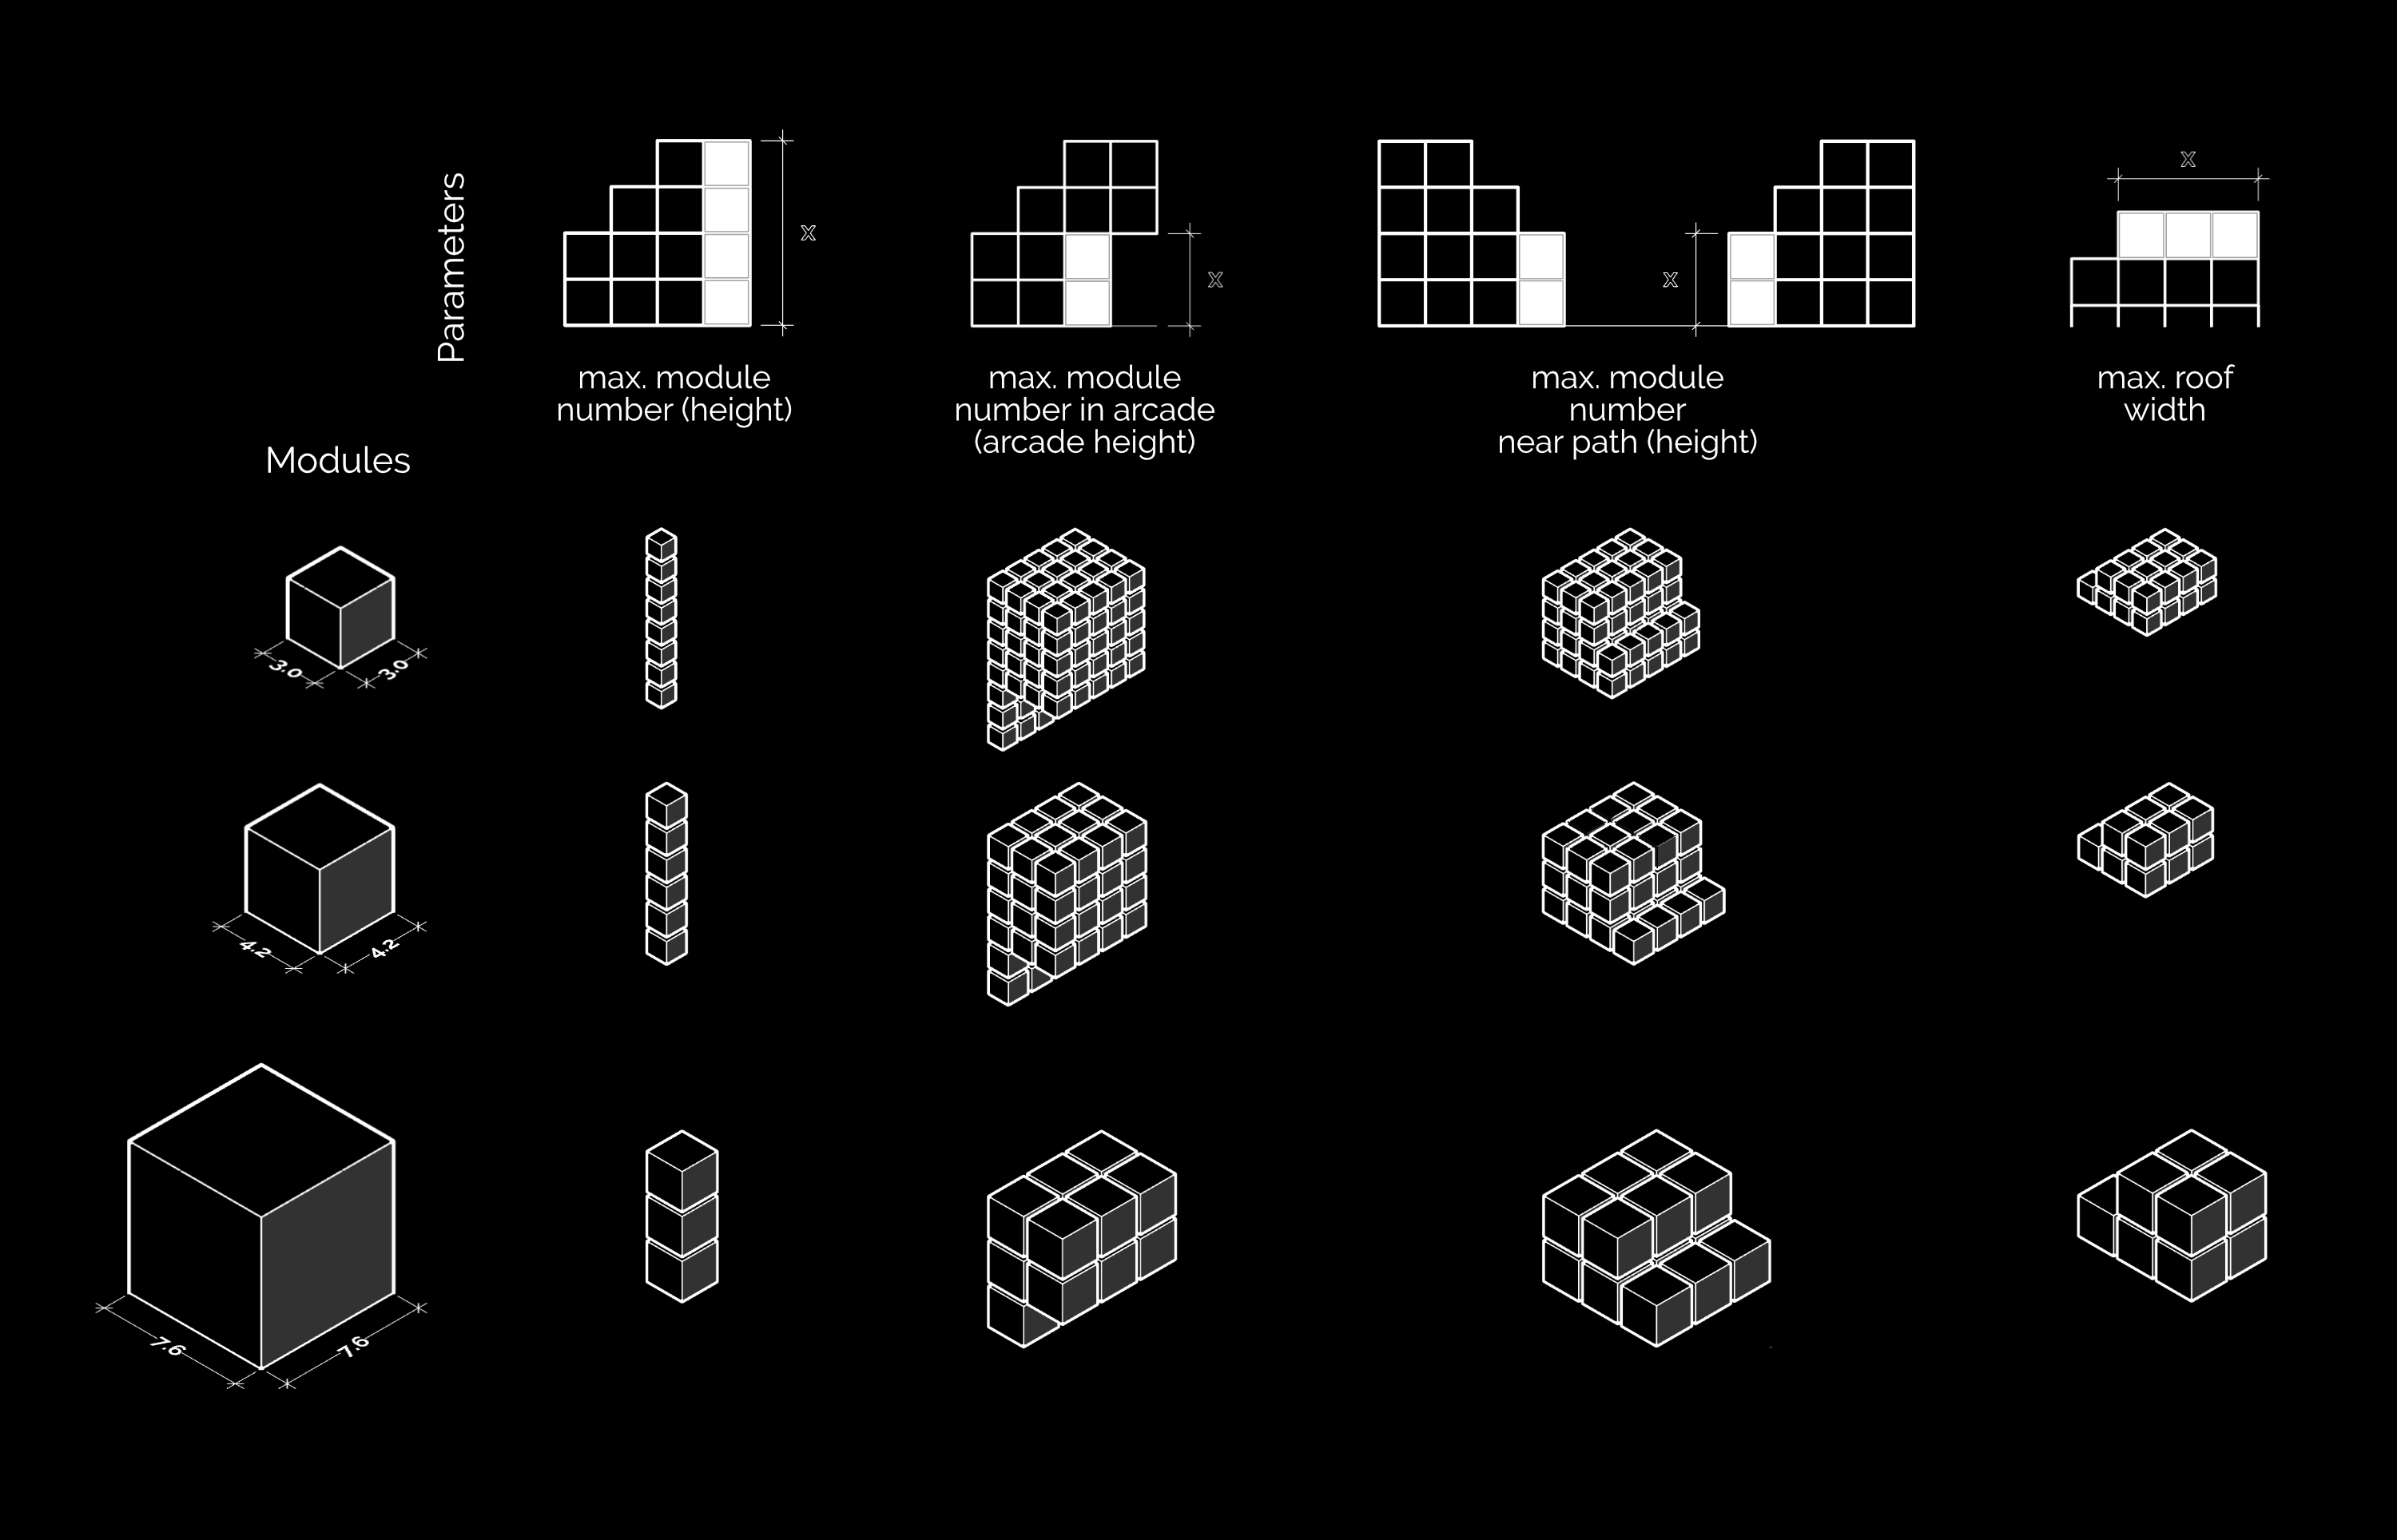 Parameters
x
x
x
x
max. module
number (height)
max. module
number in arcade
(arcade height)
max. module
number
near path (height)
max. roof
width
Modules
3.0
3.0
4.2
4.2
7.6
7.6